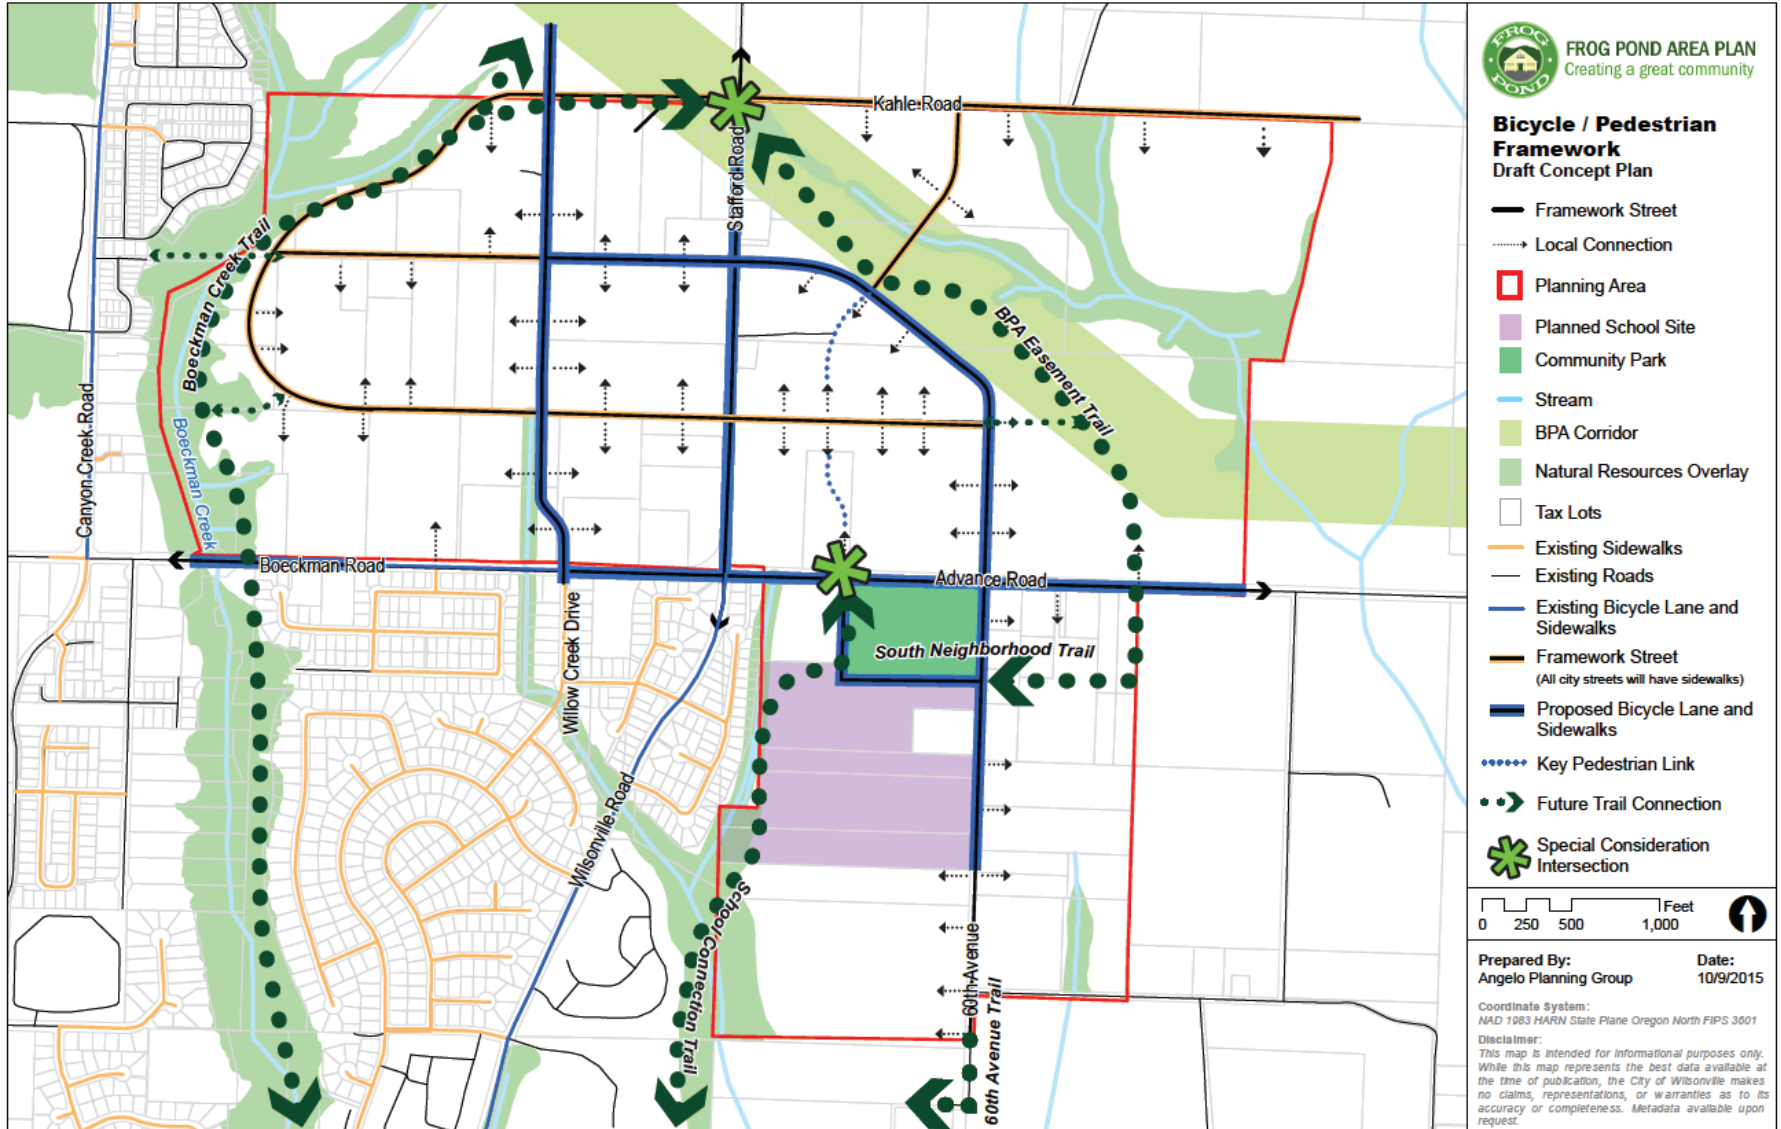 Kahle Road
Stafford Road
Boeckman Creek Trail
BPA Easement Trail
Canyon Creek Road
Boeckman Creek
Boeckman Road
Advance Road
South Neighborhood Trail
Willow Creek Drive
Wilsonville Road
School Connection Trail
60th Avenue
60th Avenue Trail
FROG POND
FROG POND AREA PLAN
Creating a great community
Bicycle / Pedestrian
Framework
Draft Concept Plan
Framework Street
Local Connection
Planning Area
Planned School Site
Community Park
Stream
BPA Corridor
Natural Resources Overlay
Tax Lots
Existing Sidewalks
Existing Roads
Existing Bicycle Lane and
Sidewalks
Framework Street
(All city streets will have sidewalks)
Proposed Bicycle Lane and
Sidewalks
Key Pedestrian Link
Future Trail Connection
Special Consideration
Intersection
Feet
0 250 500 1,000
Prepared By: Date:
Angelo Planning Group 10/9/2015
Coordinate System:
NAD 1983 HARN State Plane Oregon North FIPS 3601
Disclaimer:
This map is intended for informational purposes only.
While this map represents the best data available at
the time of publication, the City of Wilsonville makes
no claims, representations, or warranties as to its
accuracy or completeness. Metadata available upon
request.